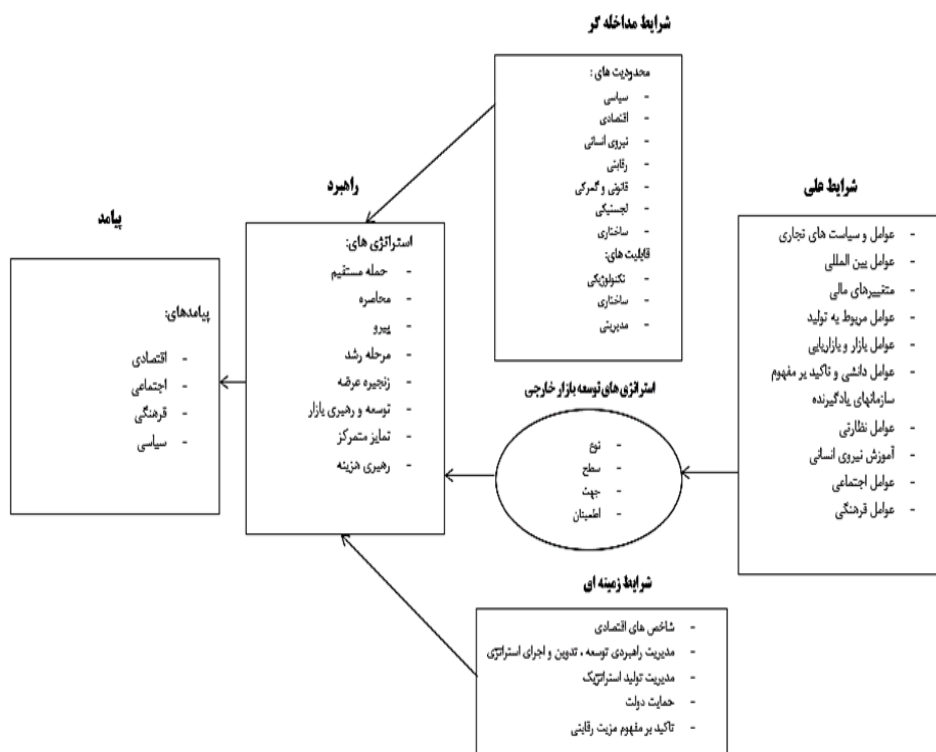 شرایط مداخله گر
محدودیت های :
- سیاسی
- اقتصادی
- نیروی انسانی
- رقابتی
- قانونی و گمرکی
- لجستیکی
- ساختاری
قابلیت های:
- تکنولوژیکی
- ساختاری
- مدیریتی
شرایط علی
- عوامل و سیاست های تجاری
- عوامل بین المللی
- متغییرهای مالی
- عوامل مربوط به تولید
- عوامل بازار و بازاریابی
- عوامل دانشی و تاکید بر مفهوم
سازمانهای یادگیرنده
- عوامل نظارتی
- آموزش نیروی انسانی
- عوامل اجتماعی
- عوامل فرهنگی
استراتژی های توسعه بازار خارجی
- نوع
- سطح
- جهت
- اطمینان
راهبرد
استراتژی های:
- حمله مستقیم
- محاصره
- پیرو
- مرحله رشد
- زنجیره عرضه
- توسعه و رهبری بازار
- تمایز متمرکز
- رهبری هزینه
پیامد
پیامدهای:
- اقتصادی
- اجتماعی
- فرهنگی
- سیاسی
شرایط زمینه ای
- شاخص های اقتصادی
- مدیریت راهبردی توسعه ، تدوین و اجرای استراتژی
- مدیریت تولید استراتژیک
- حمایت دولت
- تاکید بر مفهوم مزیت رقابتی